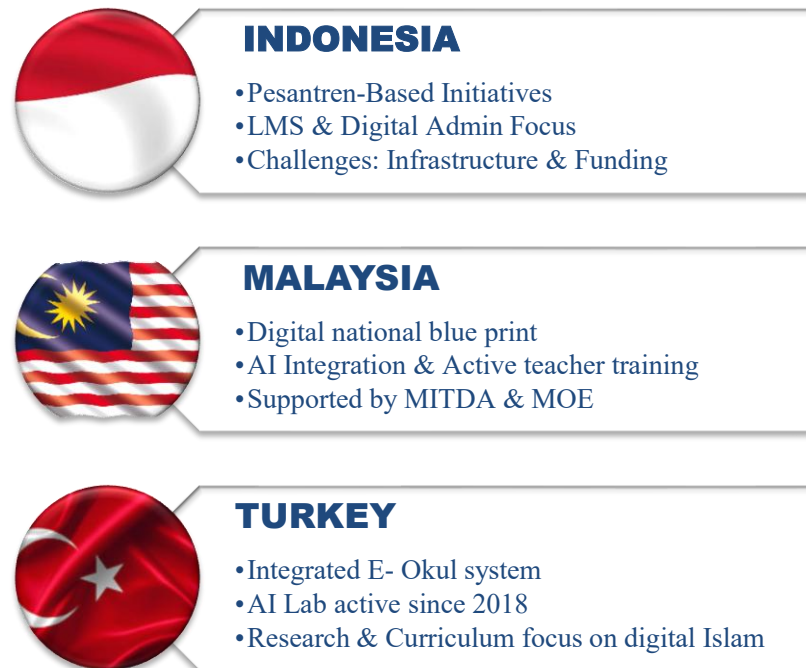 INDONESIA
•Pesantren-Based Initiatives
•LMS & Digital Admin Focus
•Challenges: Infrastructure & Funding
MALAYSIA
•Digital national blue print
•AI Integration & Active teacher training
•Supported by MITDA & MOE
TURKEY
•Integrated E- Okul system
•AI Lab active since 2018
•Research & Curriculum focus on digital Islam